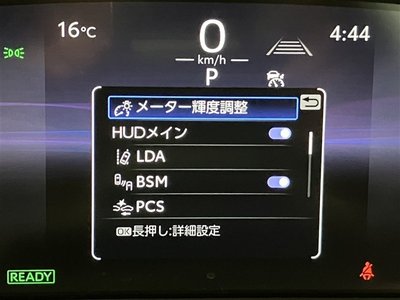 16℃ 0 4:44
km/h
P
メーター輝度調整
HUDメイン
LDA
BSM
PCS
OK長押し:詳細設定
READY